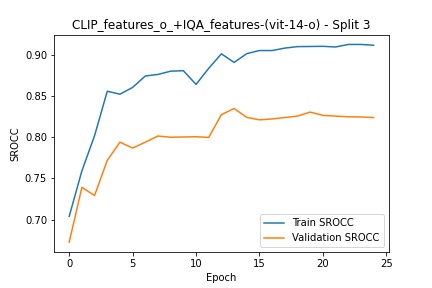 CLIP_features_o_+IQA_features-(vit-14-o) - Split 3
0.90
0.85
0.80
0.75
0.70
SROCC
Train SROCC
Validation SROCC
0 5 10 15 20 25
Epoch